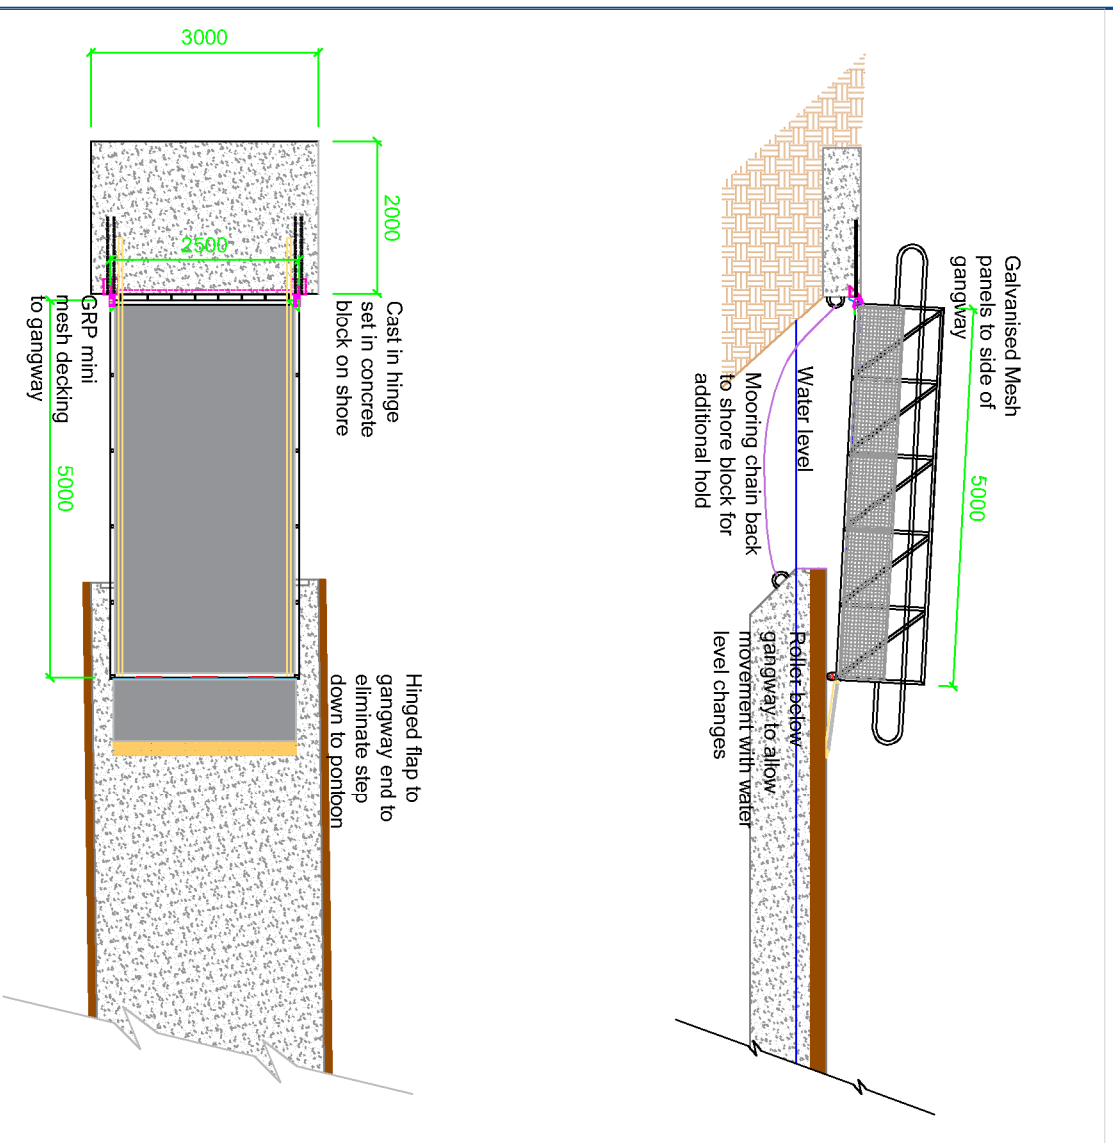 3000
2000
2500
Cast in hinge
set in concrete
block on shore
GRP mini
mesh decking
to gangway
5000
Hinged flap to
gangway end to
eliminate step
down to pontoon
Galvanised Mesh
panels to side of
gangway
5000
Water level
Mooring chain back
to shore block for
additional hold
Roller below
gangway to allow
movement with water
level changes